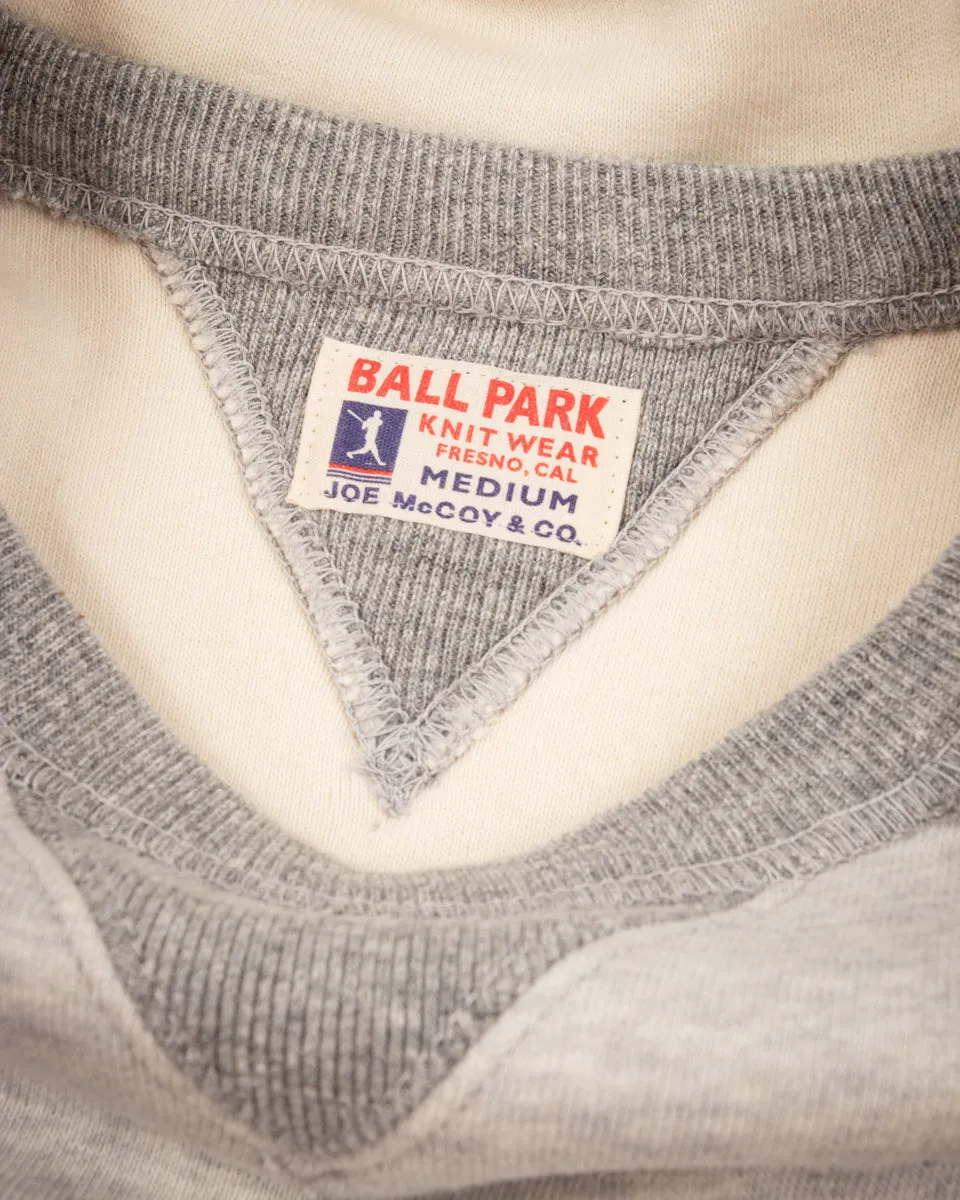 BALL PARK
KNIT WEAR
FRESNO, CAL
MEDIUM
JOE McCOY & CO.